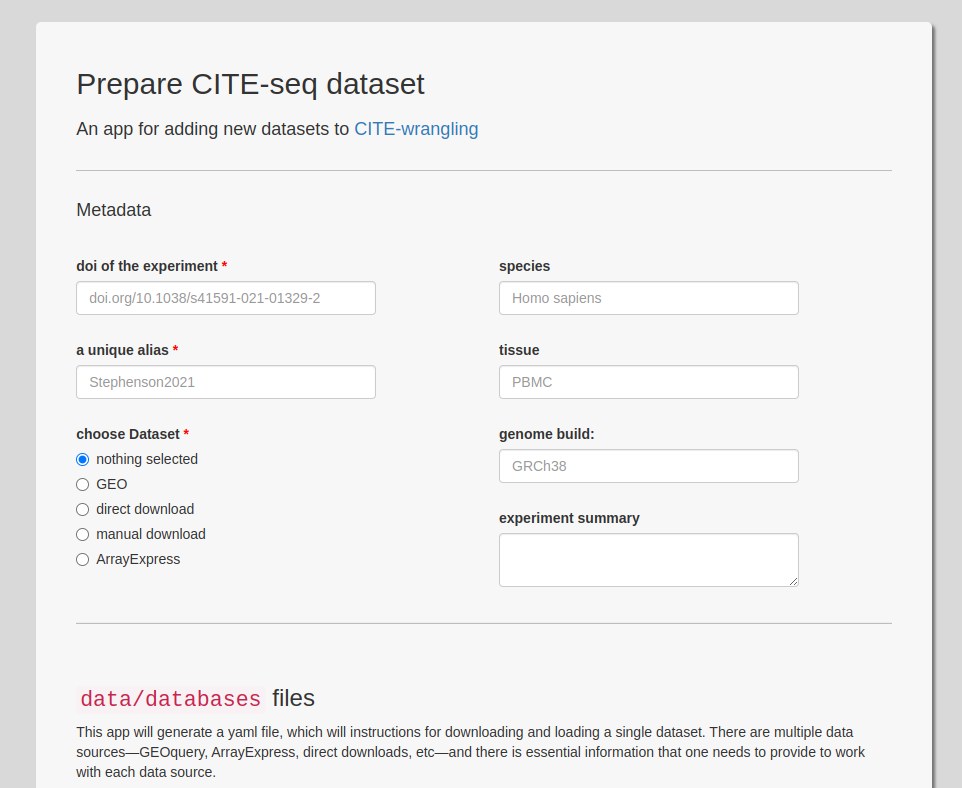 Prepare CITE-seq dataset
An app for adding new datasets to CITE-wrangling
Metadata
doi of the experiment *
doi.org/10.1038/s41591-021-01329-2
a unique alias *
Stephenson2021
choose Dataset *
nothing selected
GEO
direct download
manual download
ArrayExpress
species
Homo sapiens
tissue
PBMC
genome build:
GRCh38
experiment summary
data/databases files
This app will generate a yaml file, which will instructions for downloading and loading a single dataset. There are multiple data
sources—GEOquery, ArrayExpress, direct downloads, etc—and there is essential information that one needs to provide to work
with each data source.